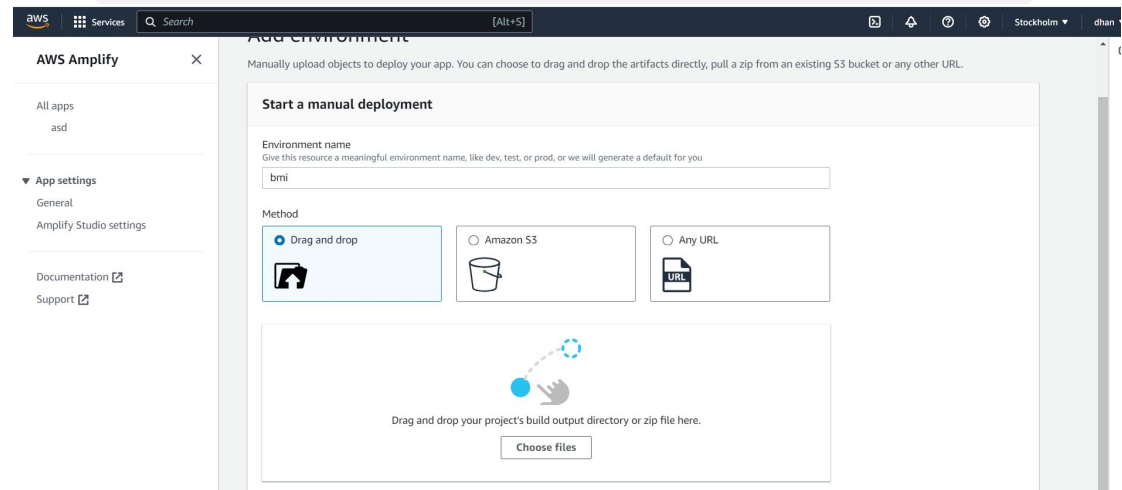 aws Services Search [Alt+S] Stockholm dhan
Add environment
AWS Amplify
Manually upload objects to deploy your app. You can choose to drag and drop the artifacts directly, pull a zip from an existing S3 bucket or any other URL.
All apps
asd
App settings
General
Amplify Studio settings
Documentation
Support
Start a manual deployment
Environment name
Give this resource a meaningful environment name, like dev, test, or prod, or we will generate a default for you
bmi
Method
Drag and drop
Amazon S3
Any URL
URL
Drag and drop your project's build output directory or zip file here.
Choose files